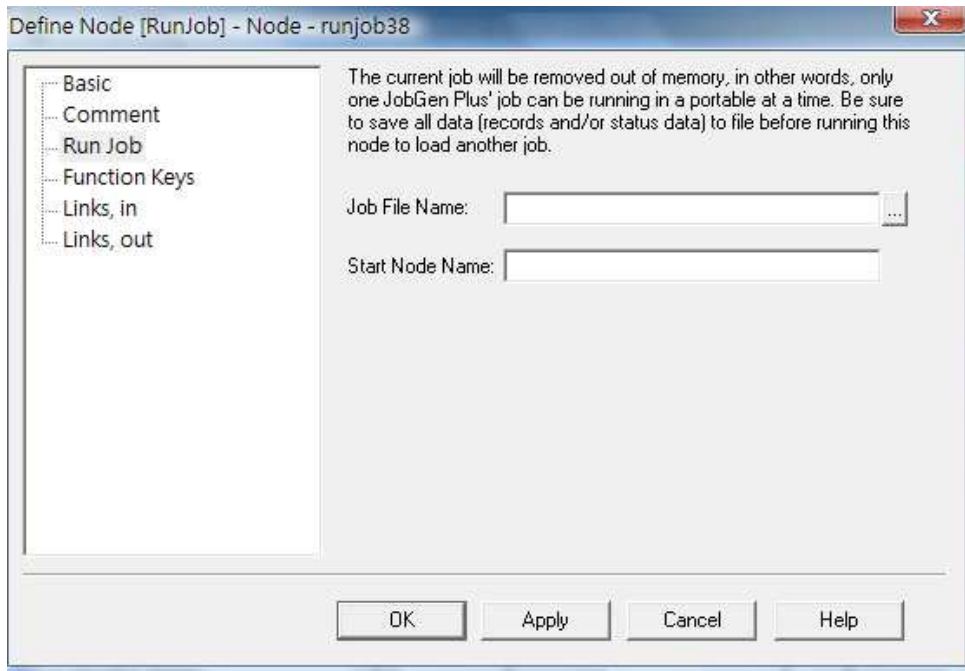 Define Node [RunJob] - Node - runjob38
Basic
Comment
Run Job
Function Keys
Links, in
Links, out
The current job will be removed out of memory, in other words, only
one JobGen Plus' job can be running in a portable at a time. Be sure
to save all data (records and/or status data) to file before running this
node to load another job.
Job File Name:
...
Start Node Name:
OK
Apply
Cancel
Help